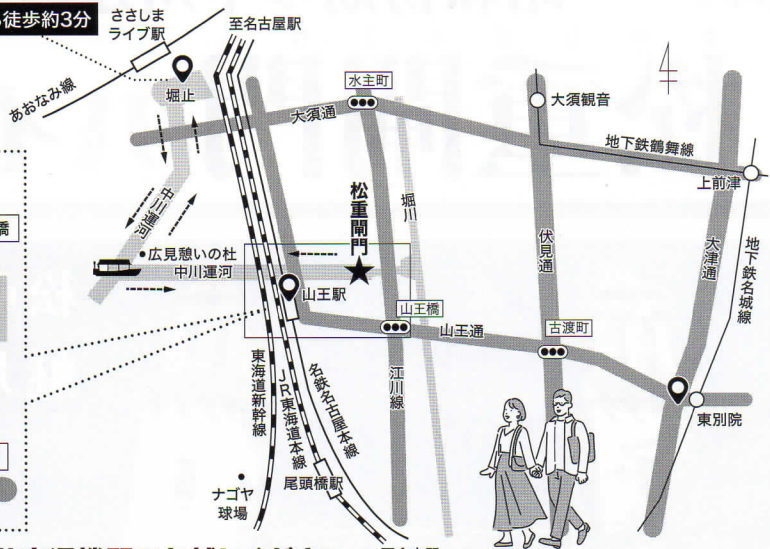 徒歩約3分
ささしま
ライブ駅
至名古屋駅
あおなみ線
堀止
水主町
大須通
大須観音
地下鉄鶴舞線
上前津
中川運河
松重閘門
堀川
伏見通
大津通
地下鉄名城線
橋
広見憩いの杜
中川運河
山王駅
山王橋
山王通
古渡町
東海道新幹線
JR東海道本線
名鉄名古屋本線
江川線
東別院
尾頭橋駅
ナゴヤ
球場